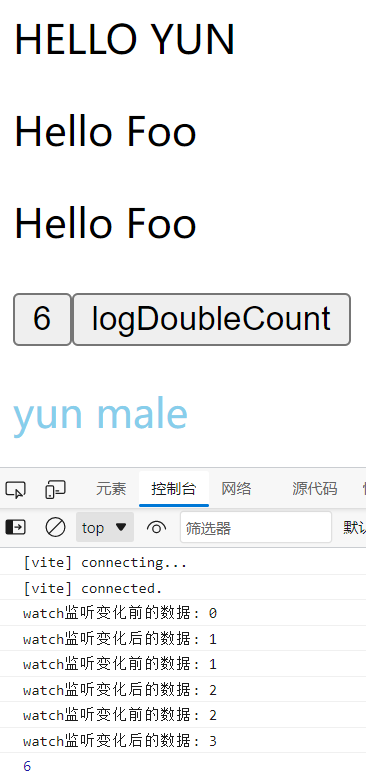 HELLO YUN
Hello Foo
Hello Foo
6 logDoubleCount
yun male
元素 控制台 网络 源代码
top 筛选器 默认
[vite] connecting...
[vite] connected.
watch监听变化前的数据: 0
watch监听变化后的数据: 1
watch监听变化前的数据: 1
watch监听变化后的数据: 2
watch监听变化前的数据: 2
watch监听变化后的数据: 3
6